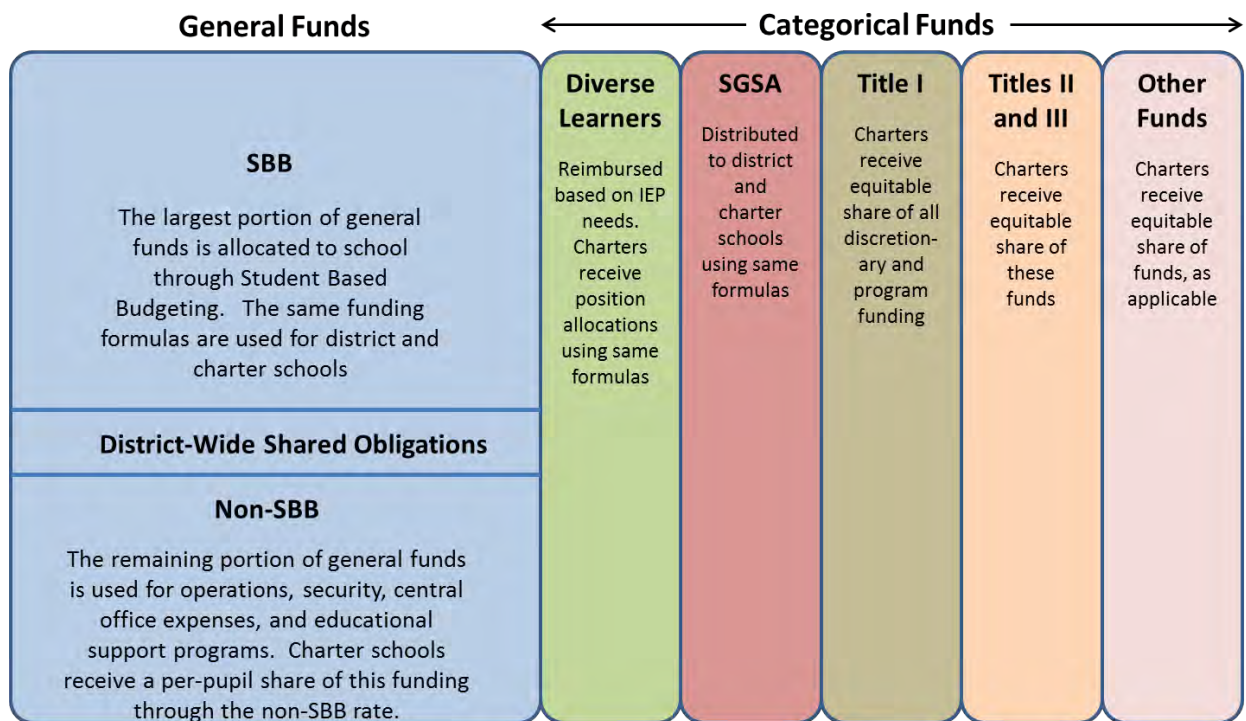 General Funds
Categorical Funds
SBB
The largest portion of general
funds is allocated to school
through Student Based
Budgeting. The same funding
formulas are used for district and
charter schools
District-Wide Shared Obligations
Non-SBB
The remaining portion of general funds
is used for operations, security, central
office expenses, and educational
support programs. Charter schools
receive a per-pupil share of this funding
through the non-SBB rate.
Diverse
Learners
Reimbursed
based on IEP
needs.
Charters
receive
position
allocations
using same
formulas
SGSA
Distributed
to district
and
charter
schools
using same
formulas
Title I
Charters
receive
equitable
share of all
discretion-
ary and
program
funding
Titles II
and III
Charters
receive
equitable
share of
these
funds
Other
Funds
Charters
receive
equitable
share of
funds, as
applicable